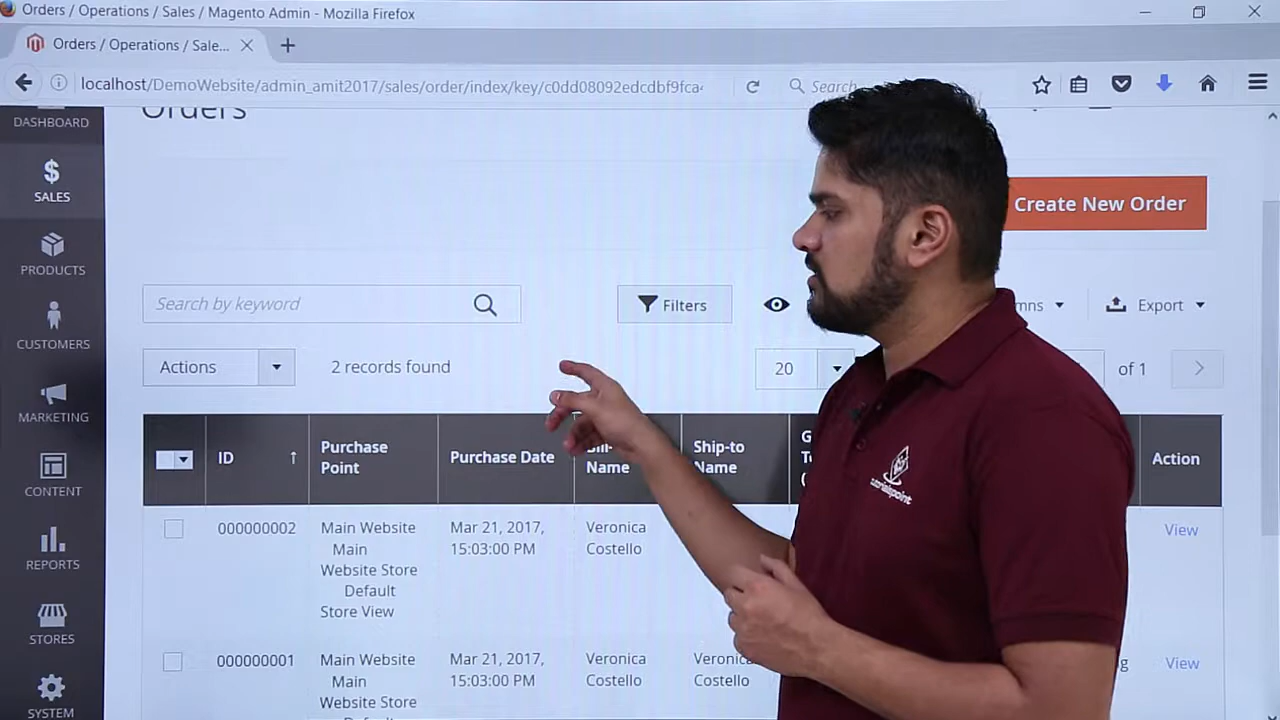 Orders / Operations / Sales / Magento Admin - Mozilla Firefox
Orders / Operations / Sale...
localhost/DemoWebsite/admin_amit2017/sales/order/index/key/c0dd08092edcdbf9fca
Search
Orders
DASHBOARD
SALES
PRODUCTS
CUSTOMERS
MARKETING
CONTENT
REPORTS
STORES
SYSTEM
Create New Order
Search by keyword
Filters
Export
Actions
2 records found
20
of 1
ID
Purchase Point
Purchase Date
Name
Ship-to Name
Action
000000002
Main Website
Main
Website Store
Default
Store View
Mar 21, 2017,
15:03:00 PM
Veronica
Costello
View
000000001
Main Website
Main
Website Store
Mar 21, 2017,
15:03:00 PM
Veronica
Costello
Costello
View
tutorialspoint